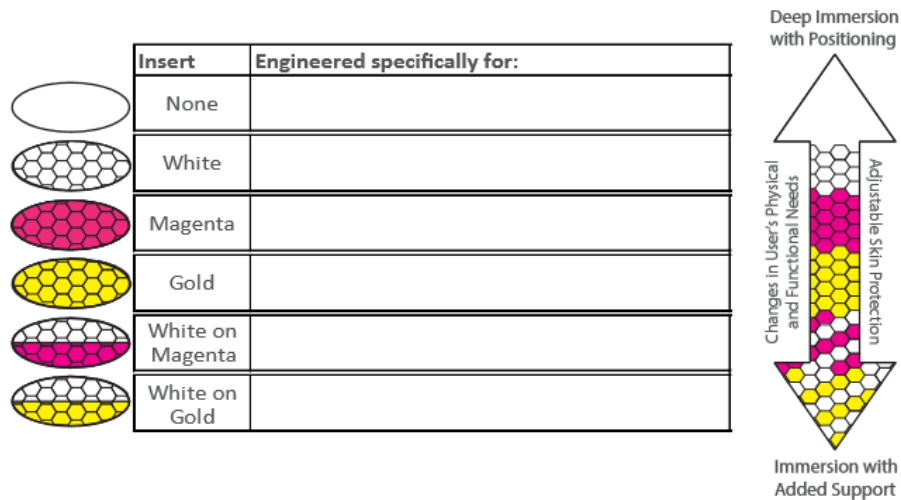 Deep Immersion
with Positioning
Insert
Engineered specifically for:
None
White
Magenta
Gold
White on
Magenta
White on
Gold
Changes in User's Physical
and Functional Needs
Adjustable Skin Protection
Immersion with
Added Support